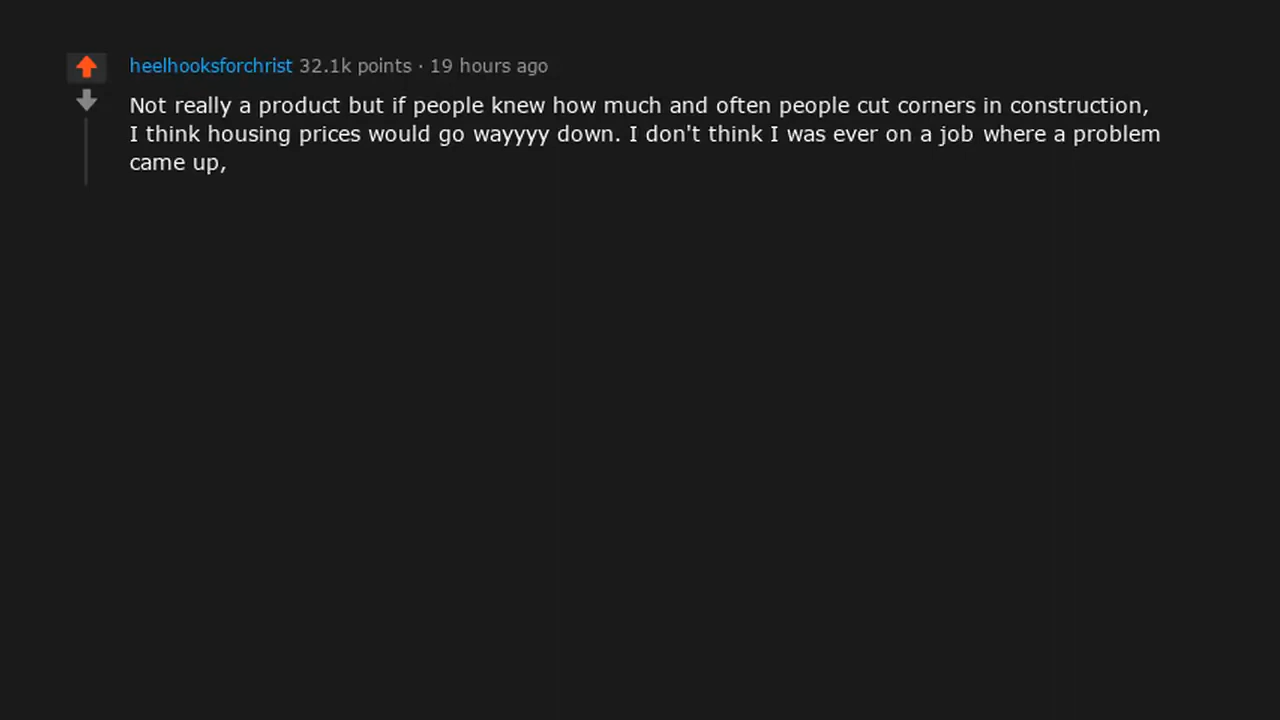 heelhooksforchrist 32.1k points · 19 hours ago
Not really a product but if people knew how much and often people cut corners in construction,
I think housing prices would go wayyyy down. I don't think I was ever on a job where a problem
came up,